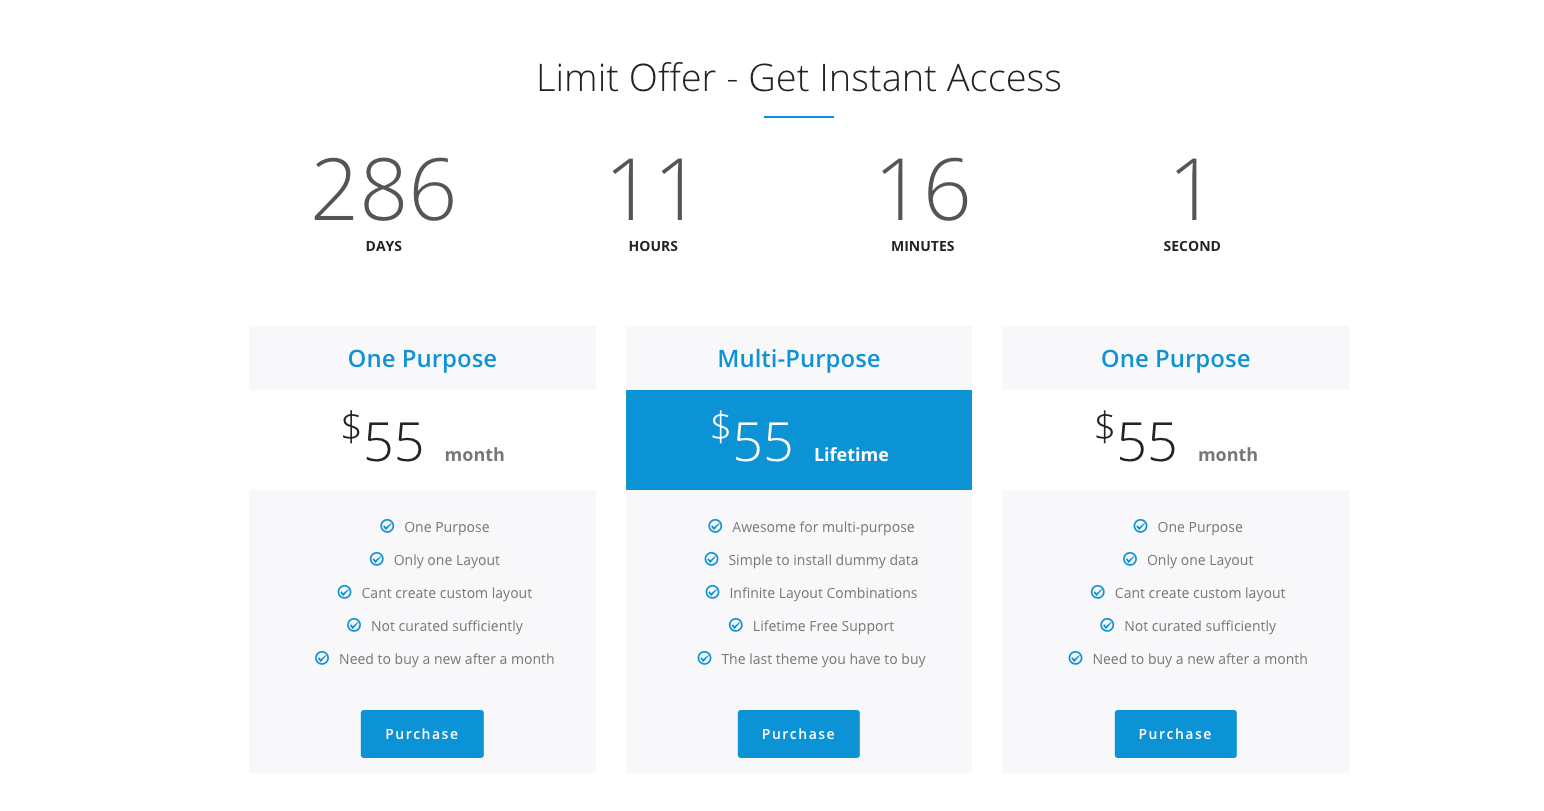 Limit Offer - Get Instant Access
286
DAYS
11
HOURS
16
MINUTES
1
SECOND
One Purpose
$55 month
One Purpose
Only one Layout
Cant create custom layout
Not curated sufficiently
Need to buy a new after a month
Purchase
Multi-Purpose
$55 Lifetime
Awesome for multi-purpose
Simple to install dummy data
Infinite Layout Combinations
Lifetime Free Support
The last theme you have to buy
Purchase
One Purpose
$55 month
One Purpose
Only one Layout
Cant create custom layout
Not curated sufficiently
Need to buy a new after a month
Purchase